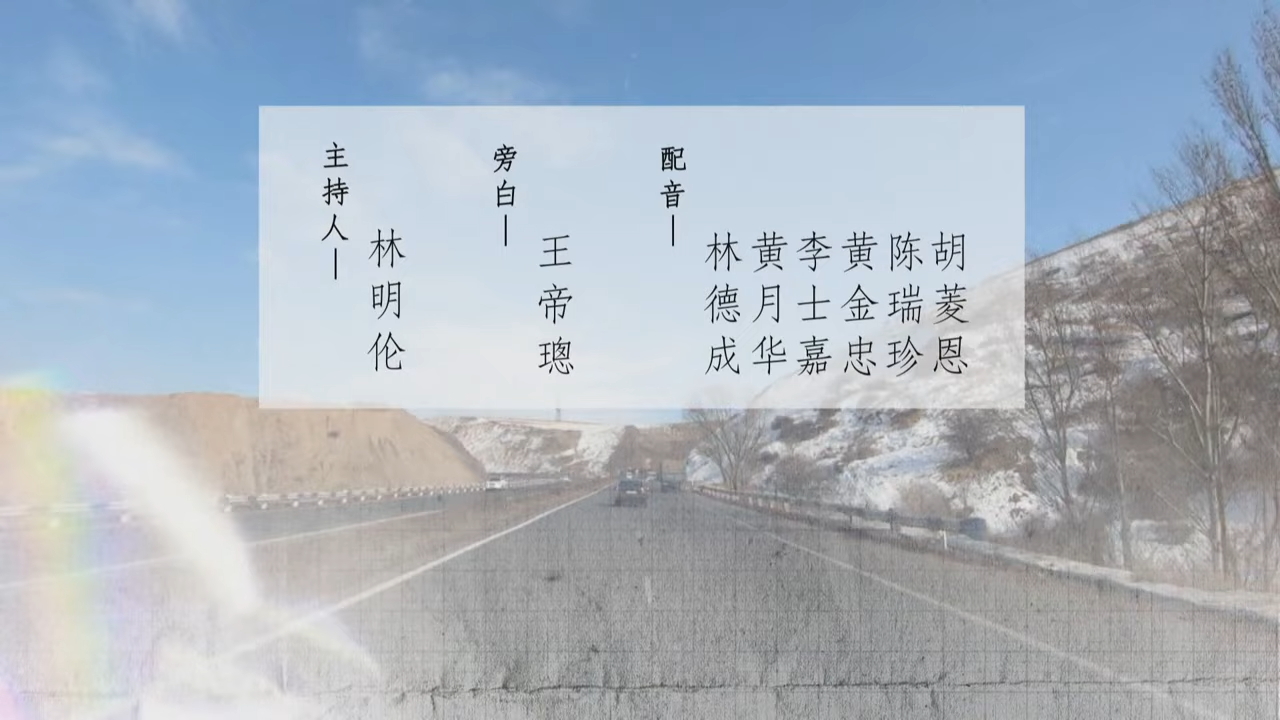 主持人—
林明伦
旁白—
王帝璁
配音—
林德成
黄月华
李士嘉
黄金忠
陈瑞珍
胡菱恩